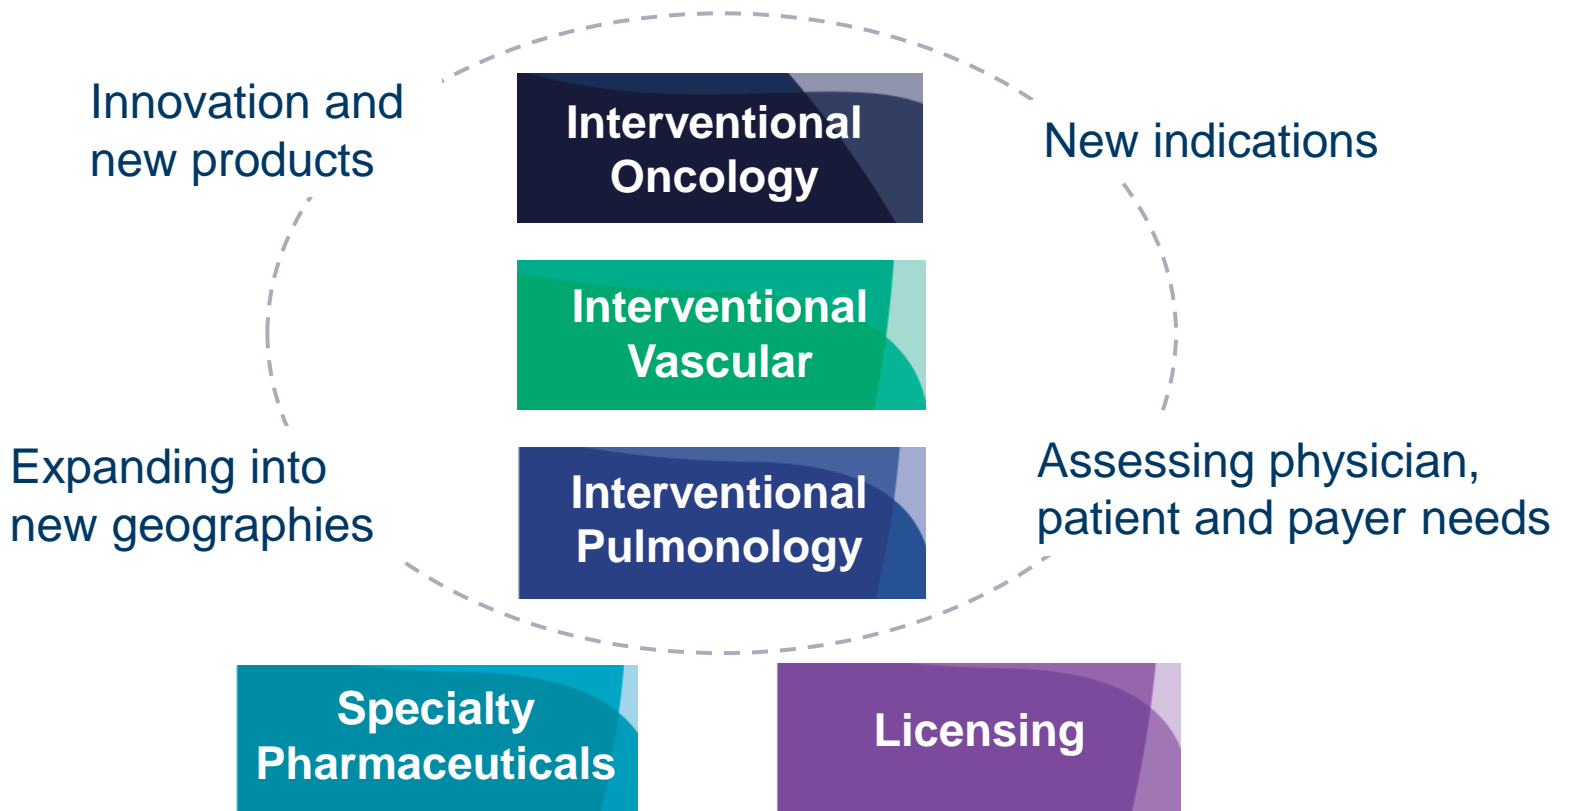 Innovation and
new products
Interventional
Oncology
New indications
Interventional
Vascular
Expanding into
new geographies
Interventional
Pulmonology
Assessing physician,
patient and payer needs
Specialty
Pharmaceuticals
Licensing